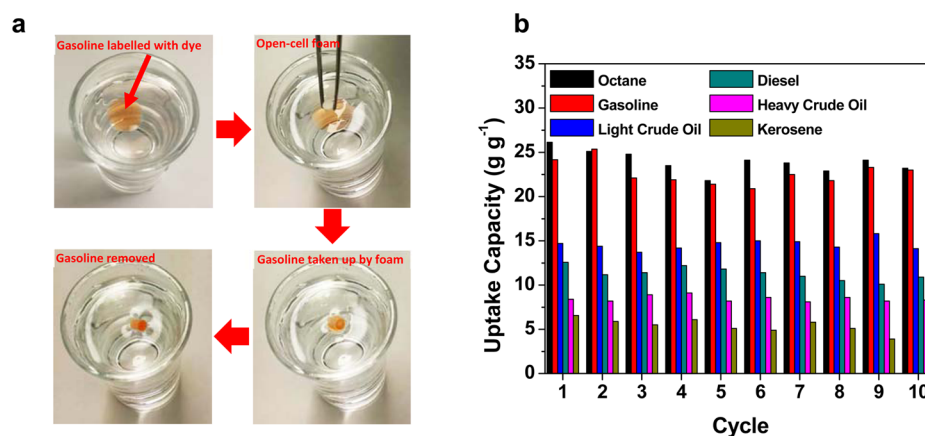 a
Gasoline labelled with dye
Open-cell foam
Gasoline removed
Gasoline taken up by foam
b
Uptake Capacity (g g⁻¹)
35
30
25
20
15
10
5
0
Octane
Gasoline
Light Crude Oil
Diesel
Heavy Crude Oil
Kerosene
1 2 3 4 5 6 7 8 9 10
Cycle